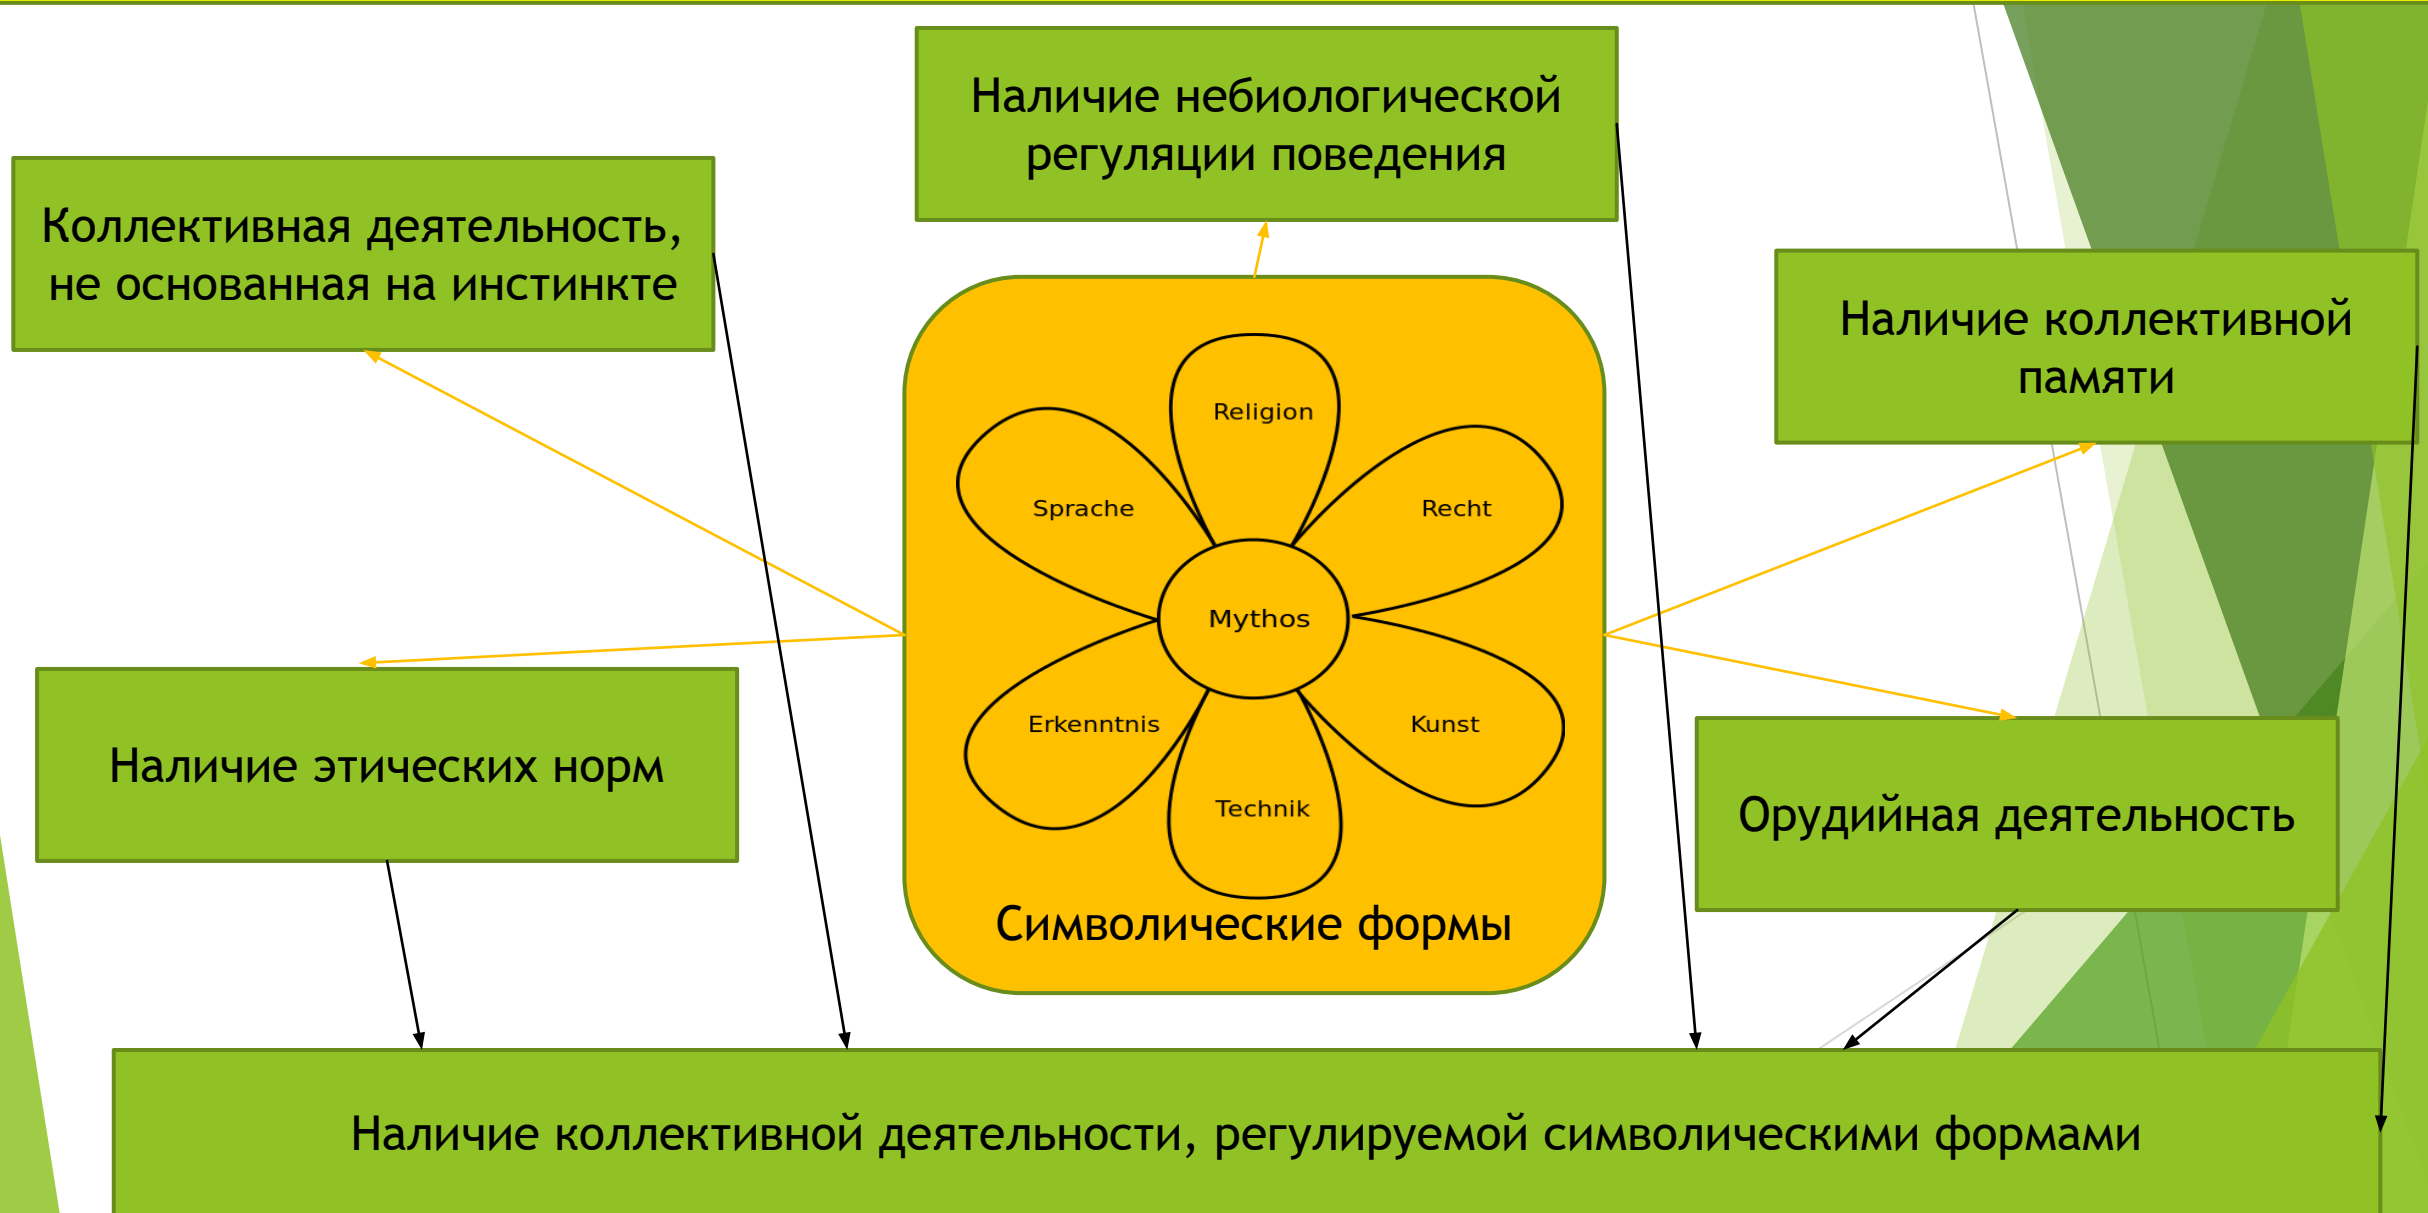 Наличие небиологической
регуляции поведения
Коллективная деятельность,
не основанная на инстинкте
Наличие коллективной
памяти
Religion
Sprache
Recht
Mythos
Erkenntnis
Kunst
Technik
Символические формы
Наличие этических норм
Орудийная деятельность
Наличие коллективной деятельности, регулируемой символическими формами